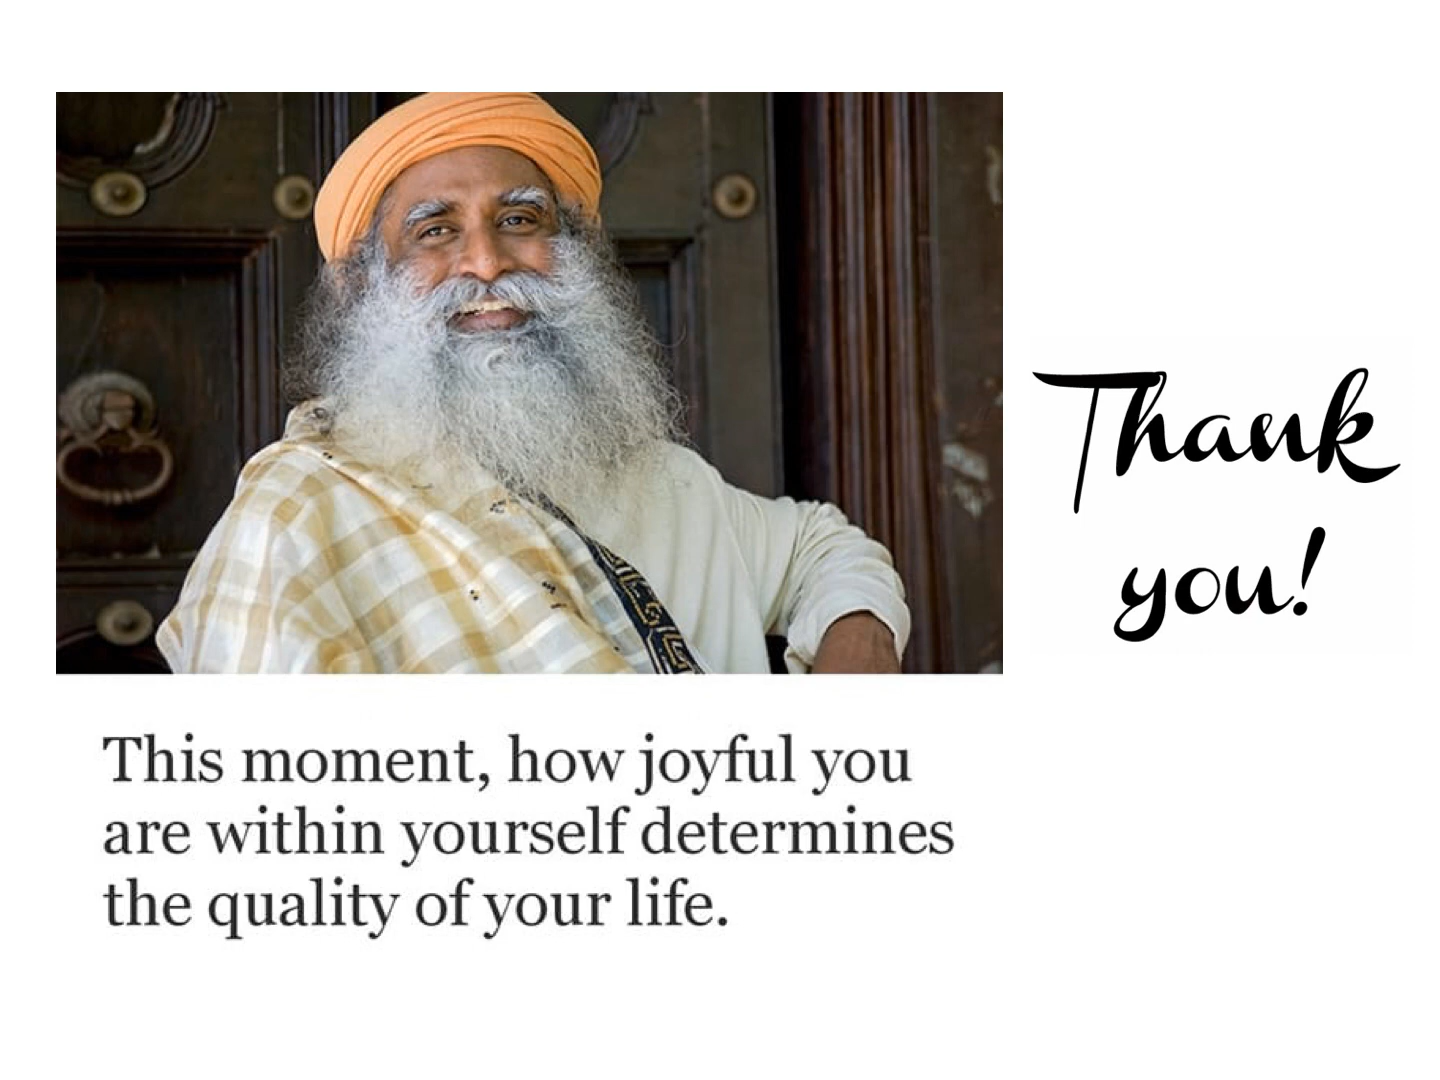 Thank
you!
This moment, how joyful you
are within yourself determines
the quality of your life.